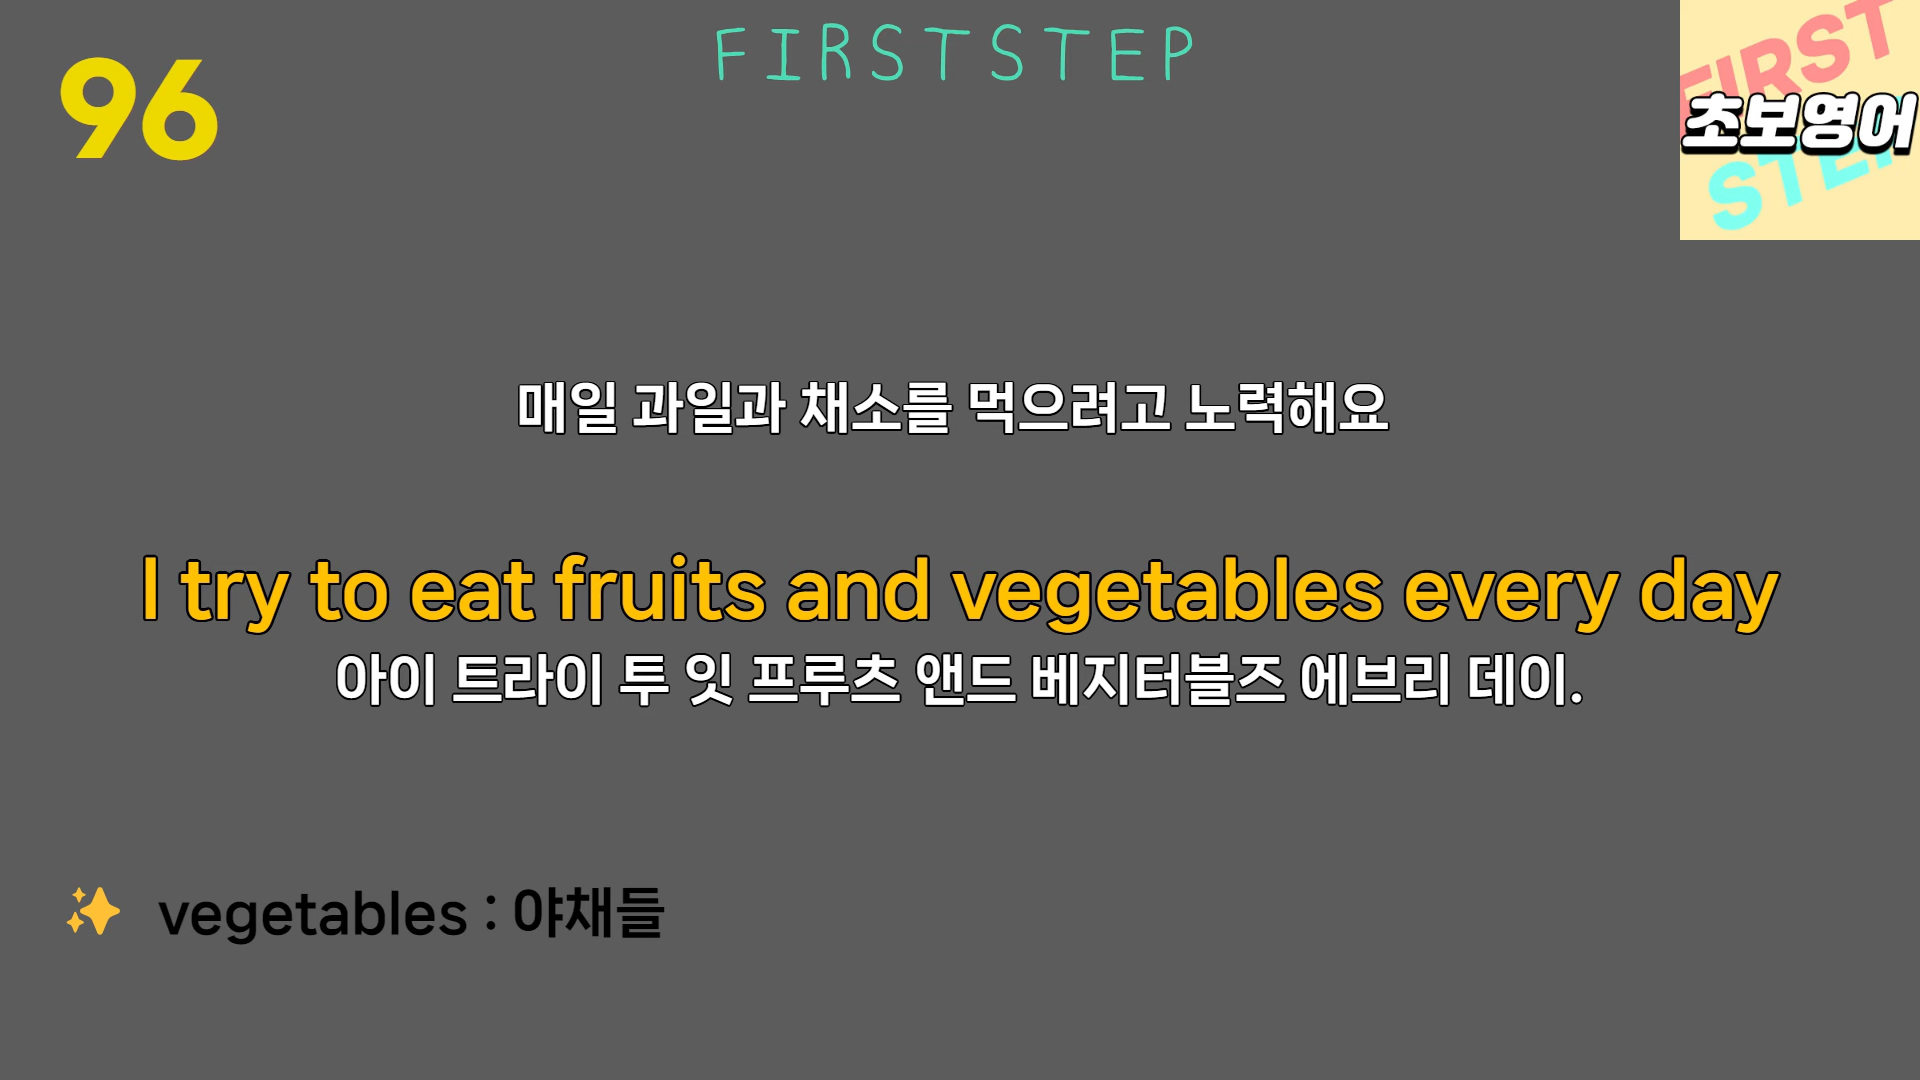 FIRSTSTEP
96
FIRST
초보영어
STEP
매일 과일과 채소를 먹으려고 노력해요
I try to eat fruits and vegetables every day
아이 트라이 투 잇 프루츠 앤드 베지터블즈 에브리 데이.
✨ vegetables : 야채들